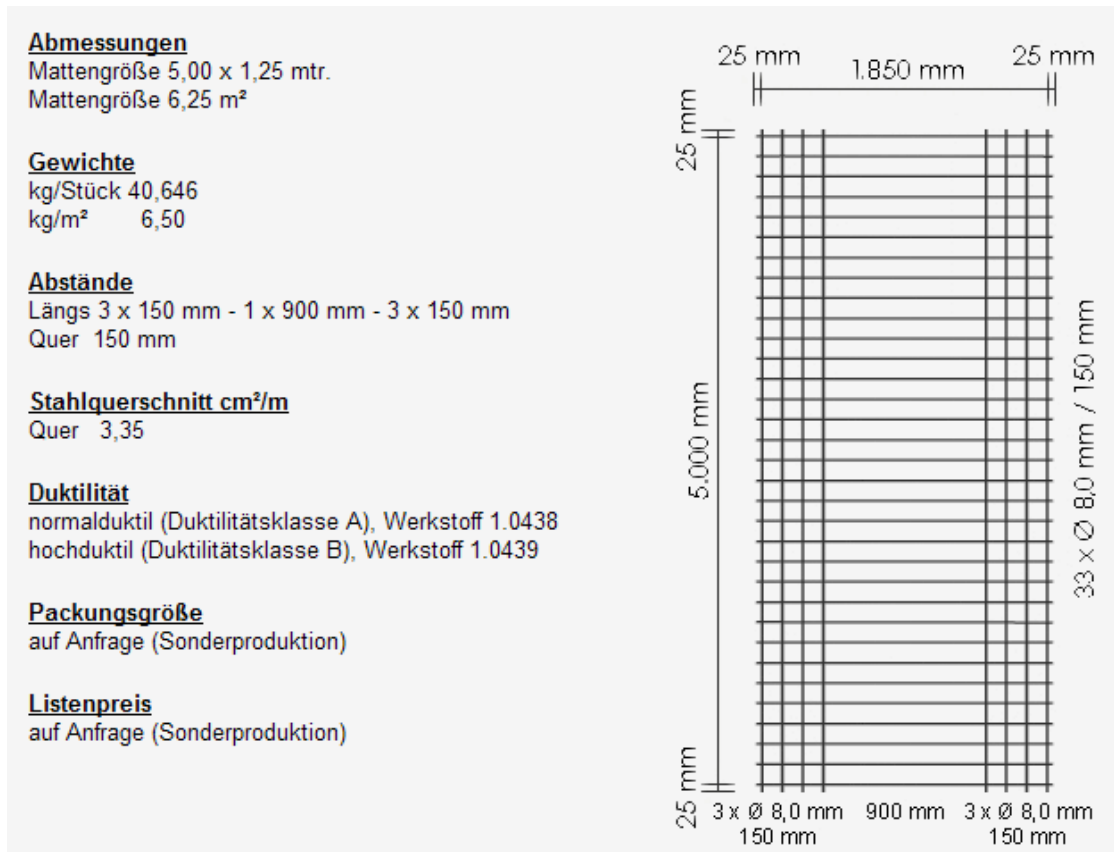 Abmessungen
Mattengröße 5,00 x 1,25 mtr.
Mattengröße 6,25 m²
Gewichte
kg/Stück 40,646
kg/m² 6,50
Abstände
Längs 3 x 150 mm - 1 x 900 mm - 3 x 150 mm
Quer 150 mm
Stahlquerschnitt cm²/m
Quer 3,35
Duktilität
normalduktil (Duktilitätsklasse A), Werkstoff 1.0438
hochduktil (Duktilitätsklasse B), Werkstoff 1.0439
Packungsgröße
auf Anfrage (Sonderproduktion)
Listenpreis
auf Anfrage (Sonderproduktion)
25 mm
1.850 mm
25 mm
25 mm
5.000 mm
25 mm
33 x Ø 8,0 mm / 150 mm
3 x Ø 8,0 mm
150 mm
900 mm
3 x Ø 8,0 mm
150 mm